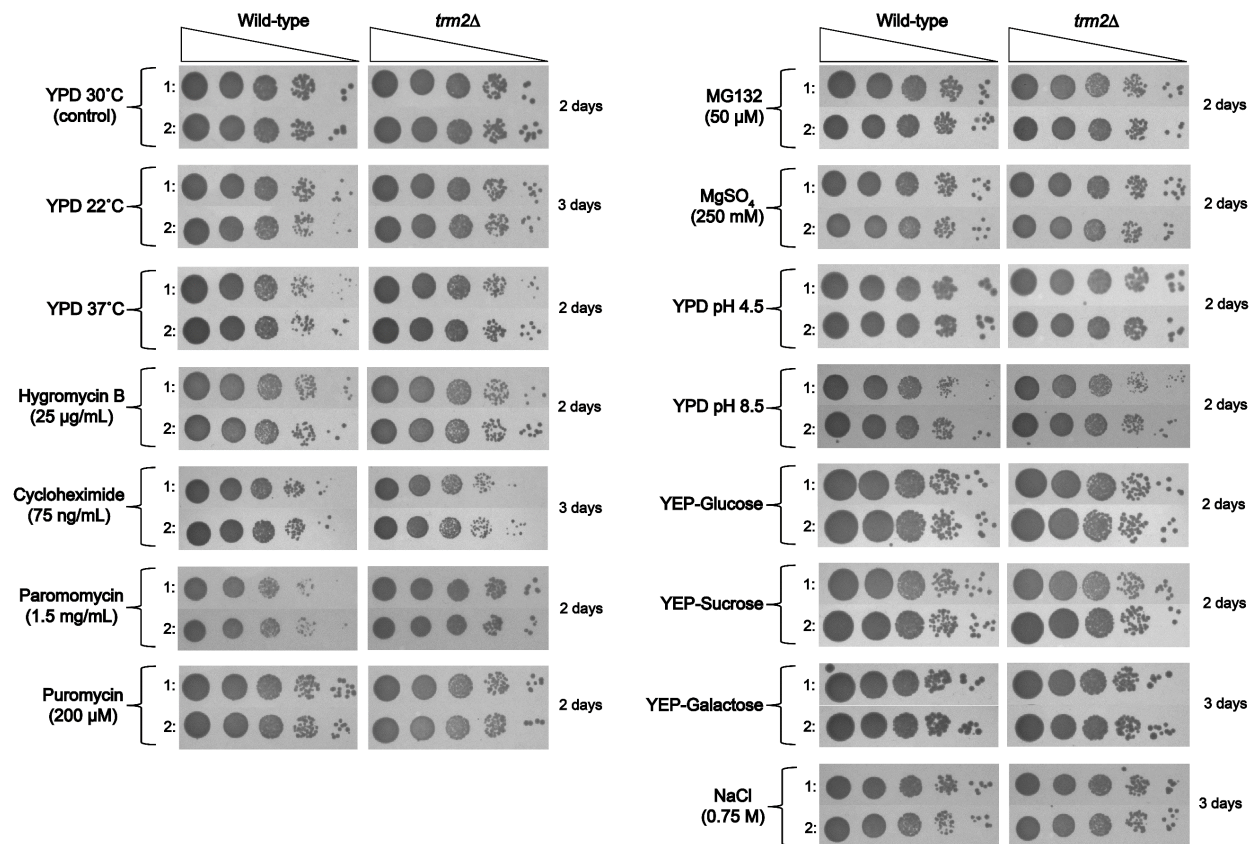 Wild-type trm2Δ
YPD 30°C
(control)
1:
2:
2 days
YPD 22°C
1:
2:
3 days
YPD 37°C
1:
2:
2 days
Hygromycin B
(25 µg/mL)
1:
2:
2 days
Cycloheximide
(75 ng/mL)
1:
2:
3 days
Paromomycin
(1.5 mg/mL)
1:
2:
2 days
Puromycin
(200 µM)
1:
2:
2 days
Wild-type trm2Δ
MG132
(50 µM)
1:
2:
2 days
MgSO₄
(250 mM)
1:
2:
2 days
YPD pH 4.5
1:
2:
2 days
YPD pH 8.5
1:
2:
2 days
YEP-Glucose
1:
2:
2 days
YEP-Sucrose
1:
2:
2 days
YEP-Galactose
1:
2:
3 days
NaCl
(0.75 M)
1:
2:
3 days